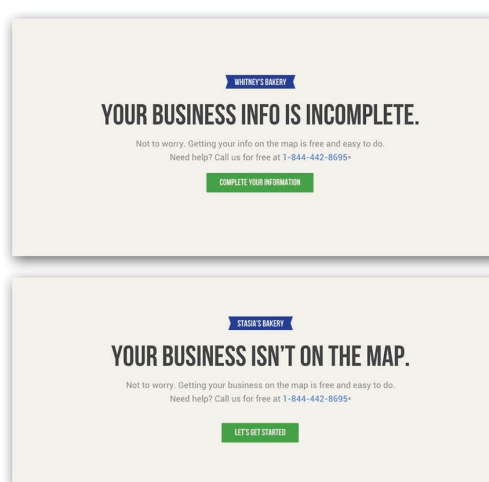 WHITNEY'S BAKERY
YOUR BUSINESS INFO IS INCOMPLETE.
Not to worry. Getting your info on the map is free and easy to do.
Need help? Call us for free at 1-844-442-8695*
COMPLETE YOUR INFORMATION
STASIA'S BAKERY
YOUR BUSINESS ISN'T ON THE MAP.
Not to worry. Getting your business on the map is free and easy to do.
Need help? Call us for free at 1-844-442-8695*
LET'S GET STARTED